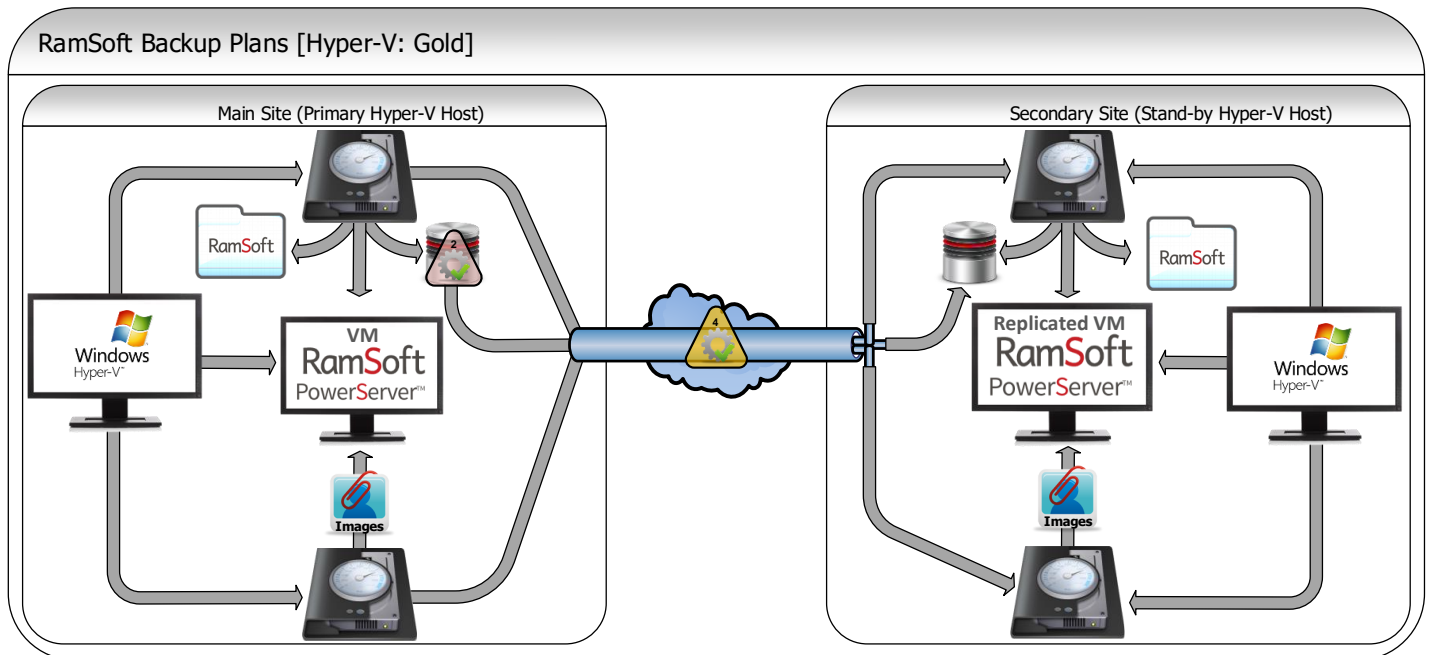 RamSoft Backup Plans [Hyper-V: Gold]
Main Site (Primary Hyper-V Host)
RamSoft
2
Windows
Hyper-V™
VM
RamSoft
PowerServer™
Images
4
Secondary Site (Stand-by Hyper-V Host)
RamSoft
Replicated VM
RamSoft
PowerServer™
Windows
Hyper-V™
Images